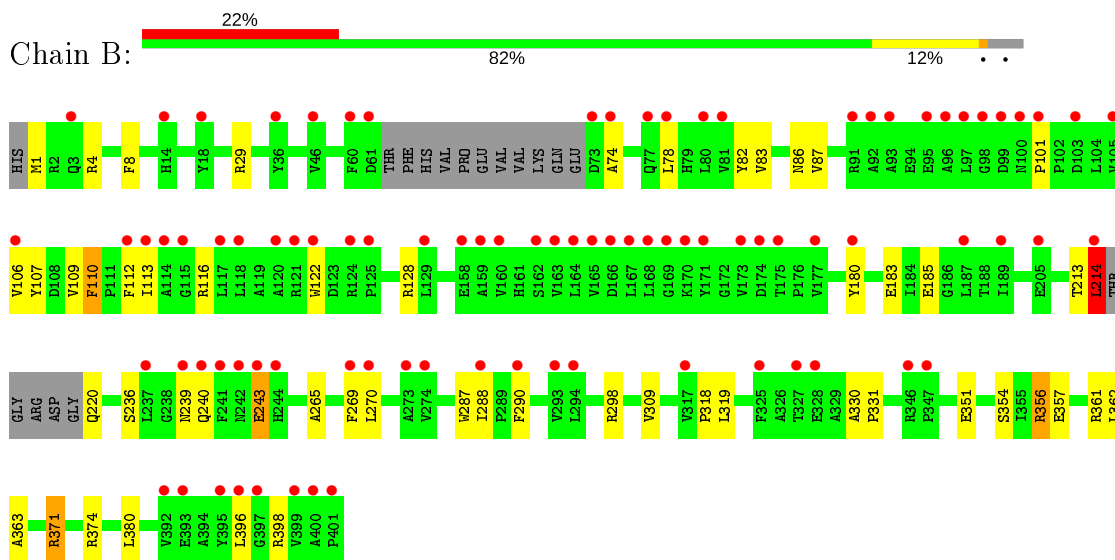 22%
Chain B:
82% 12% • •
HIS M1 R2 Q3 R4 F8 H14 Y18 R29 Y36 V46 F60 D61 THR PHE HIS VAL PRO GLU VAL VAL LYS GLN GLU D73 A74 Q77 L78 H79 L80 V81 Y82 V83 N86 V87 R91 A92 A93 E94 E95 A96 L97 G98 D99 N100 P101 P102 D103 L104 V105
V106 Y107 D108 V109 F110 P111 F112 I113 A114 G115 R116 L117 L118 A119 A120 R121 W122 D123 R124 P125 R128 L129 E158 A159 V160 H161 S162 V163 L164 V165 D166 L167 L168 G169 K170 Y171 G172 V173 D174 T175 P176 V177 Y180 E183 I184 E185 G186 L187 T188 I189 E205 T213 L214 THR
GLY ARG ASP GLY Q220 S236 L237 G238 N239 Q240 F241 N242 E243 H244 A265 F269 L270 A273 V274 W287 I288 P289 F290 V293 L294 R298 V309 V317 P318 L319 F325 A326 T327 E328 A329 A330 P331 R346 P347 E351 S354 I355 R356 E357 R361 L362
A363 R371 R374 L380 V392 E393 A394 Y395 L396 G397 R398 V399 A400 P401